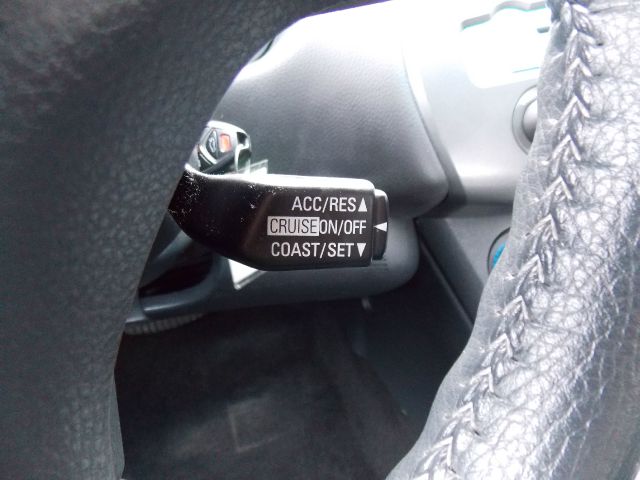 ACC/RES▲
CRUISE ON/OFF ◀
COAST/SET▼